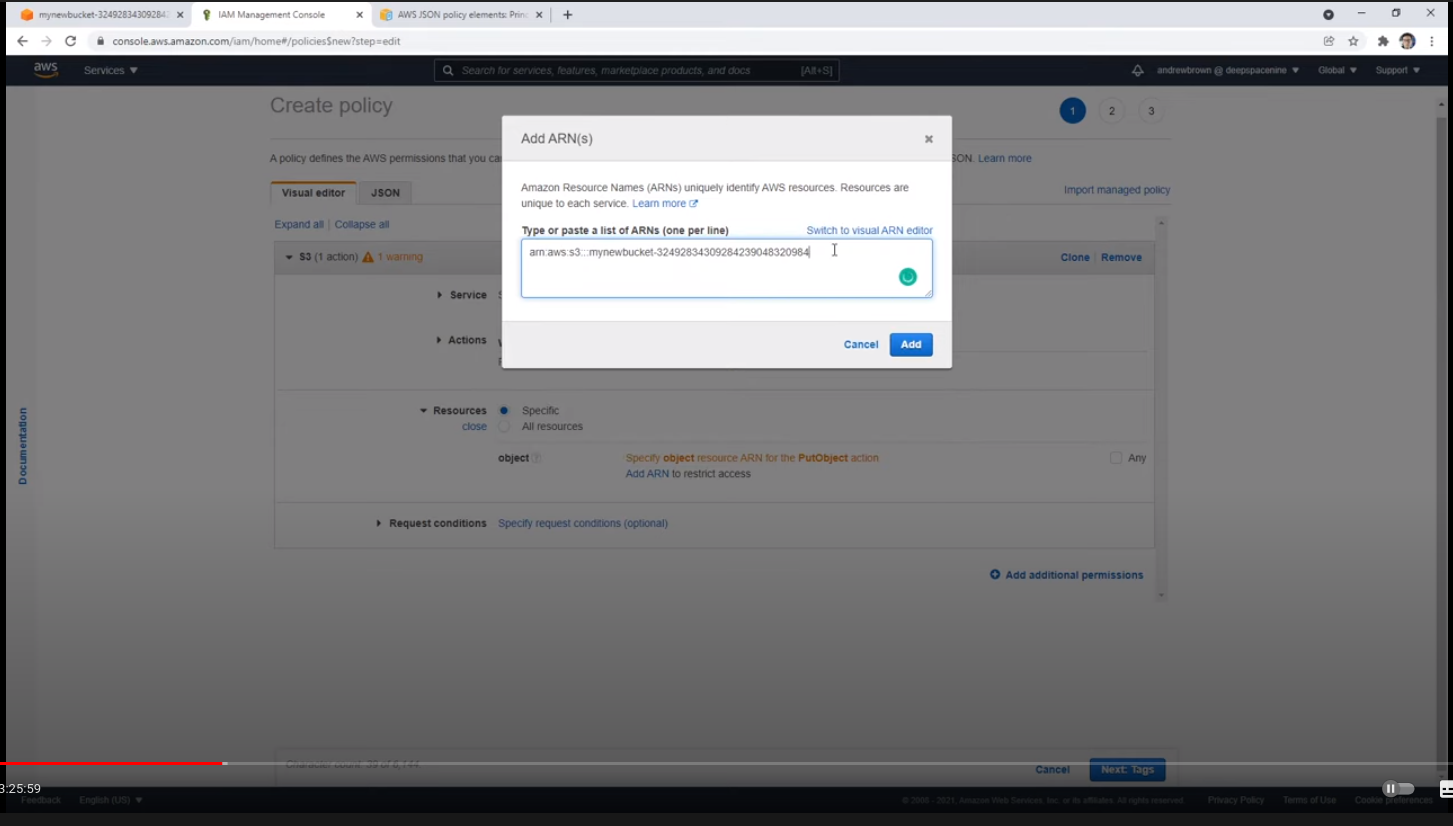 mynewbucket-32492834309284
IAM Management Console
AWS JSON policy elements: Princ
console.aws.amazon.com/iam/home#/policies$new?step=edit
aws
Services
Search for services, features, marketplace products, and docs
[Alt+S]
andrewbrown @ deepspacenine
Global
Support
Create policy
1
2
3
A policy defines the AWS permissions that you ca
SON. Learn more
Visual editor
JSON
Import managed policy
Expand all | Collapse all
S3 (1 action) 1 warning
Clone | Remove
Add ARN(s)
Amazon Resource Names (ARNs) uniquely identify AWS resources. Resources are
unique to each service. Learn more
Type or paste a list of ARNs (one per line)
Switch to visual ARN editor
arn:aws:s3:::mynewbucket-32492834309284239048320984
Cancel
Add
Service
Actions
Resources
close
Specific
All resources
object
Specify object resource ARN for the PutObject action
Add ARN to restrict access
Any
Request conditions
Specify request conditions (optional)
Documentation
Add additional permissions
Character count: 39 of 6,144.
Cancel
Next: Tags
3:25:59
Feedback
English (US)
© 2006 - 2021, Amazon Web Services, Inc. or its affiliates. All rights reserved.
Privacy Policy
Terms of Use
Cookie preferences